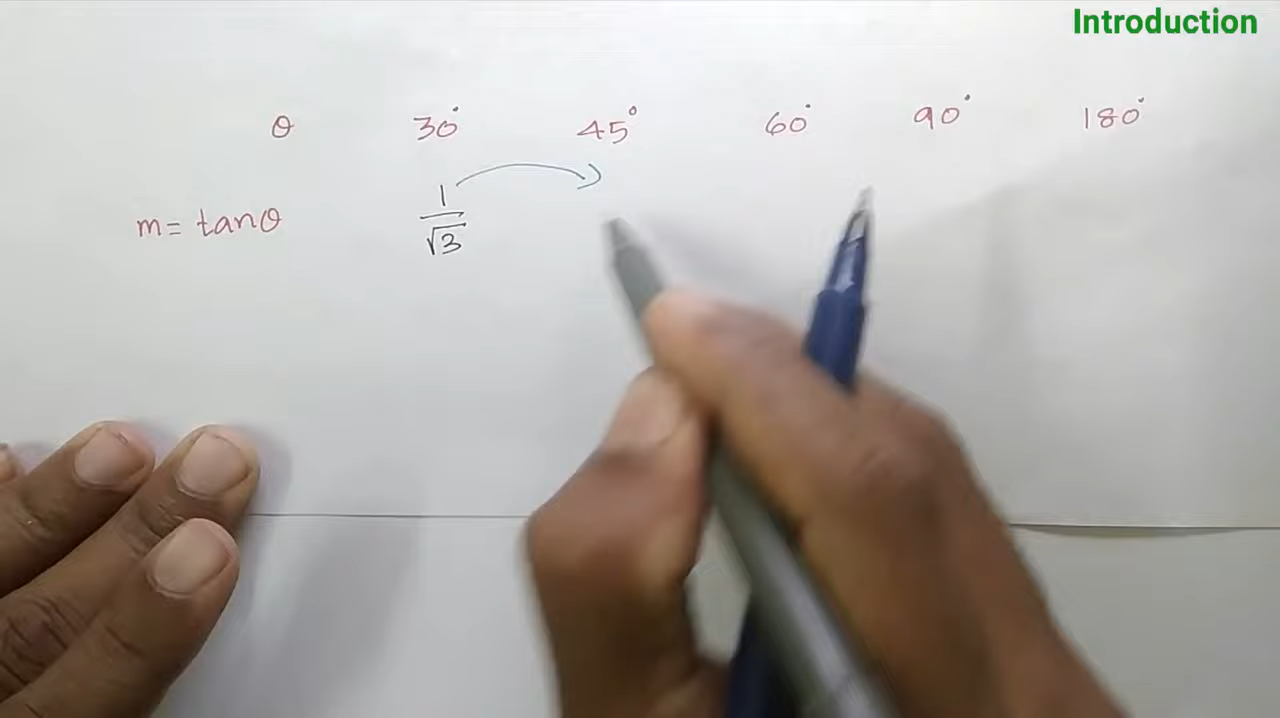 Introduction
θ 30° 45° 60° 90° 180°
m = tanθ 1/√3